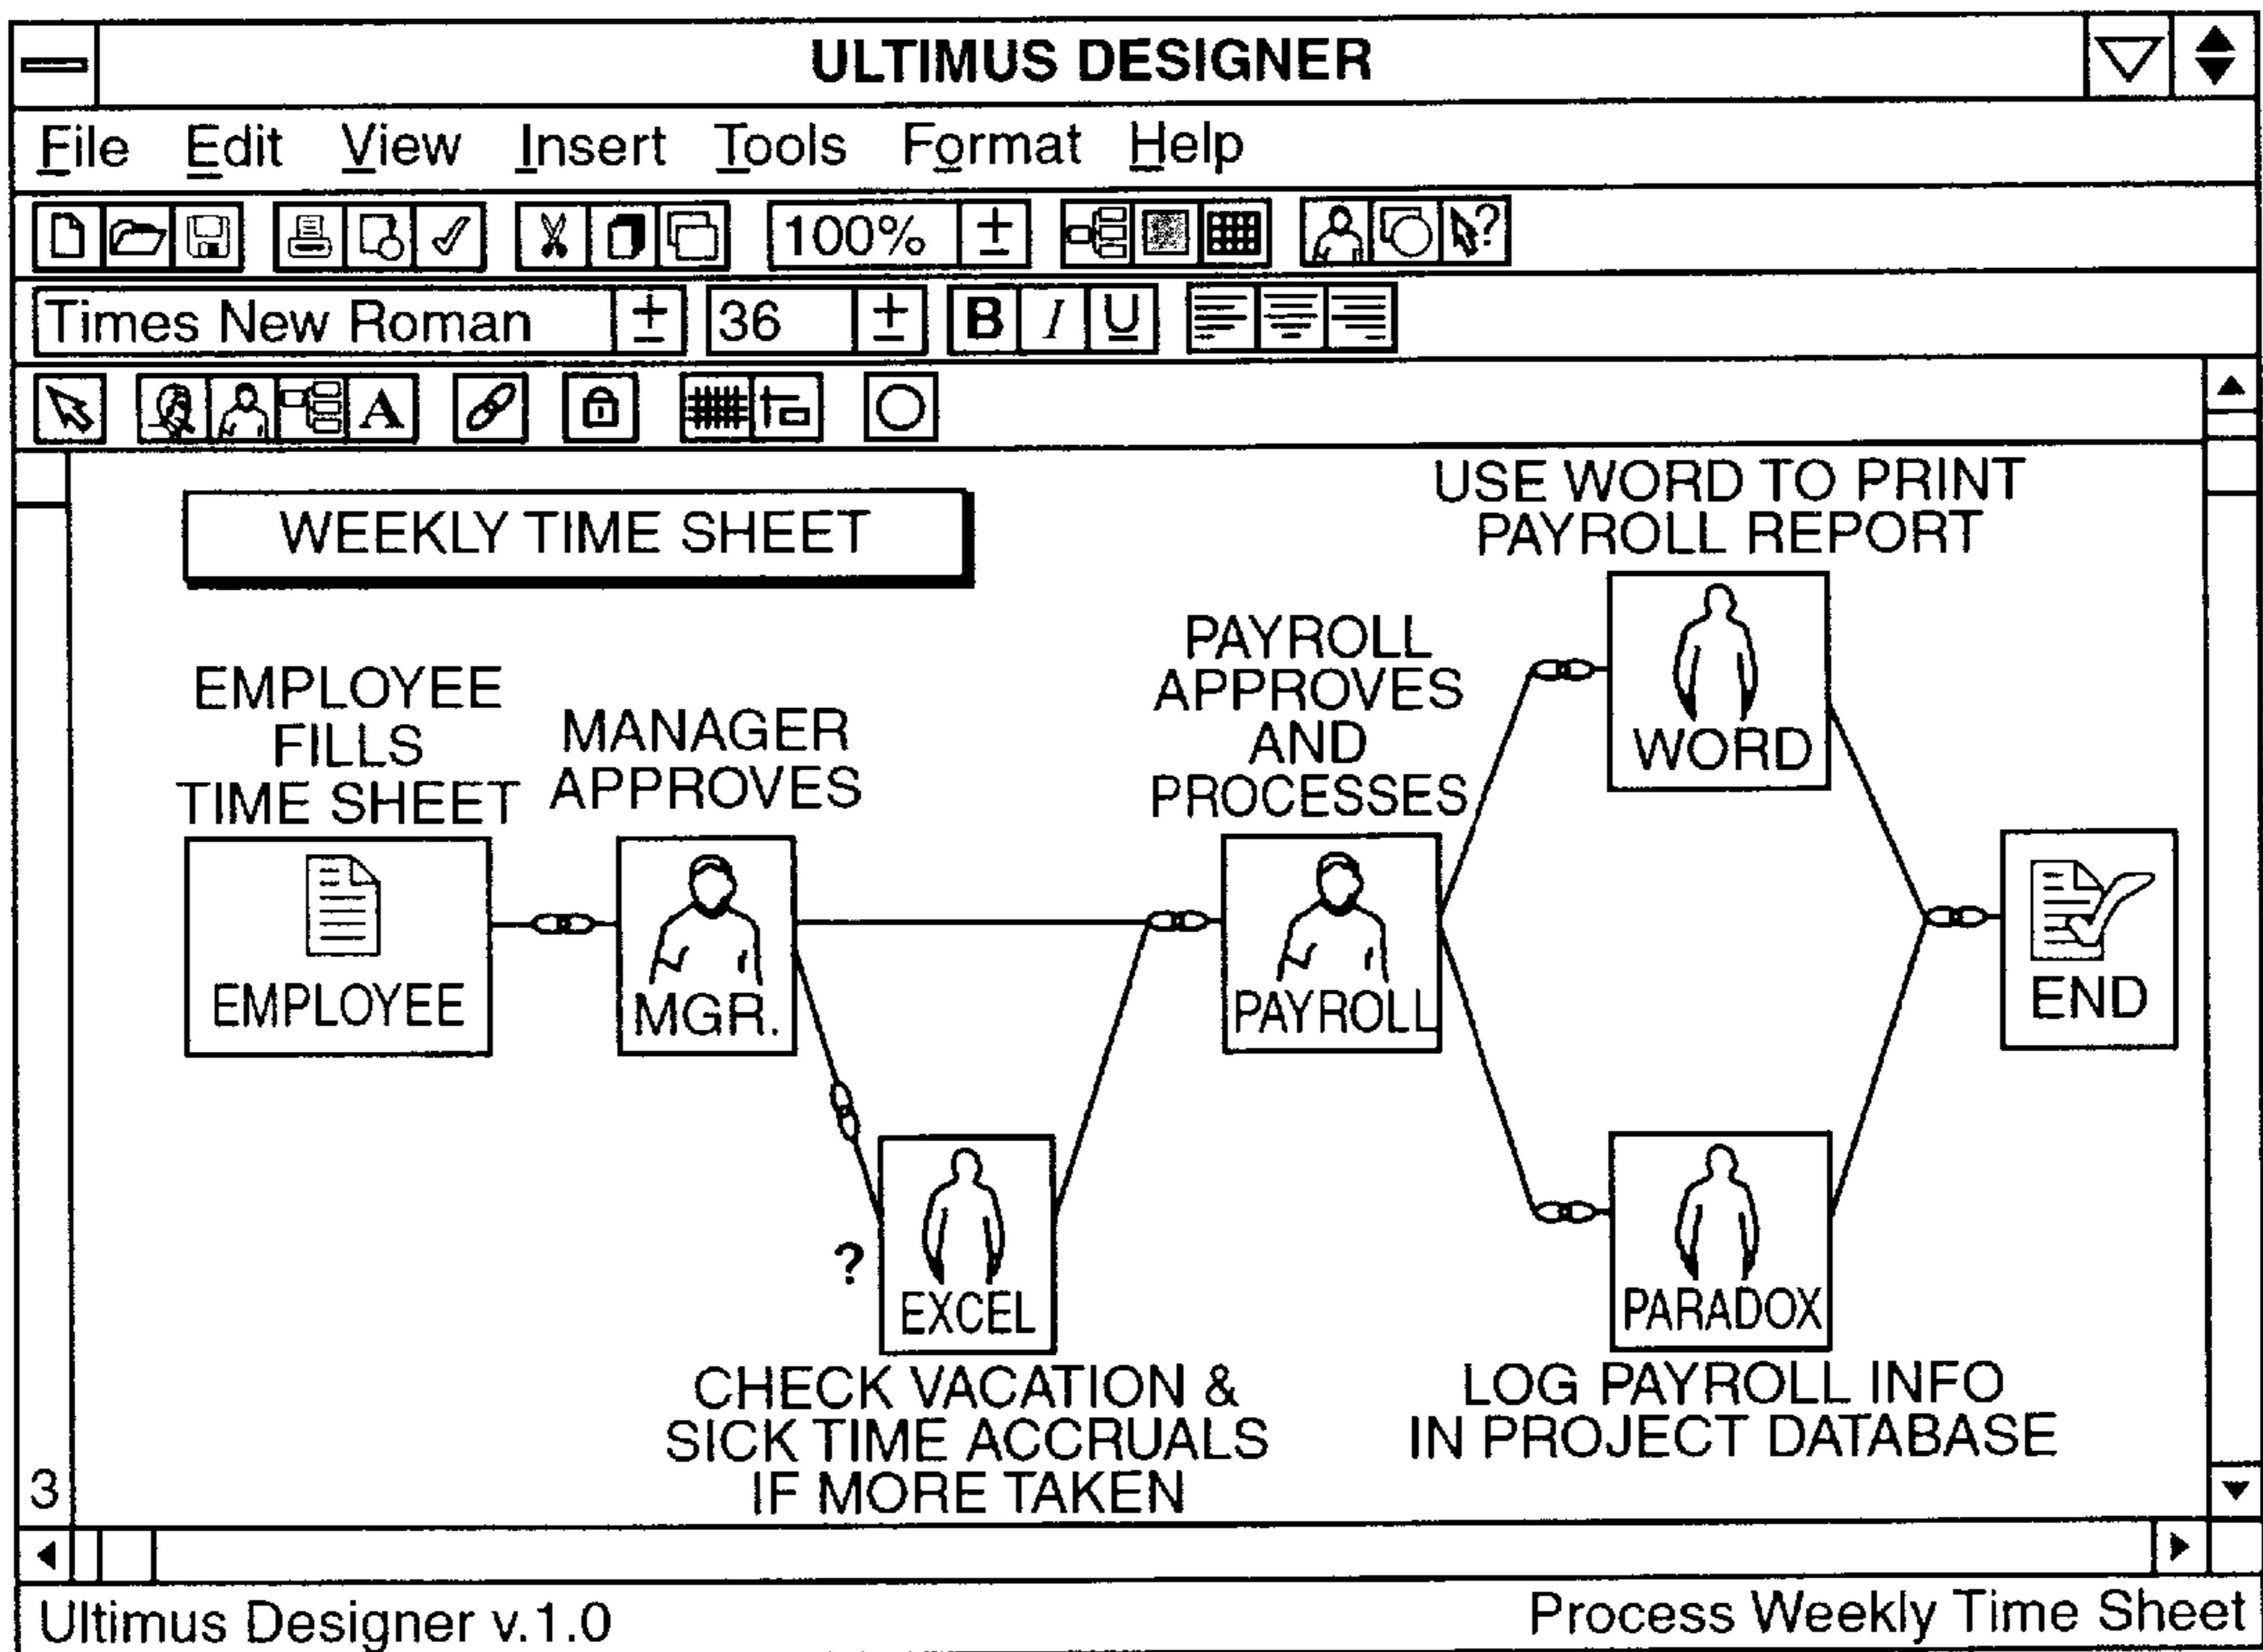 ULTIMUS DESIGNER
File Edit View Insert Tools Format Help
100% ± ?
Times New Roman ± 36 ± B I U
A
USE WORD TO PRINT
PAYROLL REPORT
WEEKLY TIME SHEET
EMPLOYEE
FILLS
TIME SHEET
MANAGER
APPROVES
PAYROLL
APPROVES
AND
PROCESSES
WORD
EMPLOYEE
MGR.
PAYROLL
END
?
EXCEL
PARADOX
CHECK VACATION &
SICK TIME ACCRUALS
IF MORE TAKEN
LOG PAYROLL INFO
IN PROJECT DATABASE
3
Ultimus Designer v.1.0
Process Weekly Time Sheet